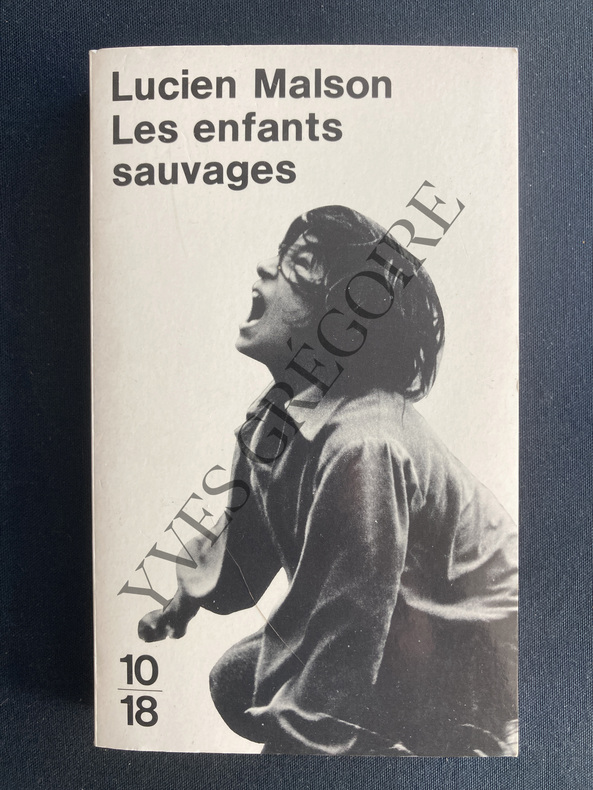 Lucien Malson
Les enfants
sauvages
YVES GRÉGOIRE
10
18